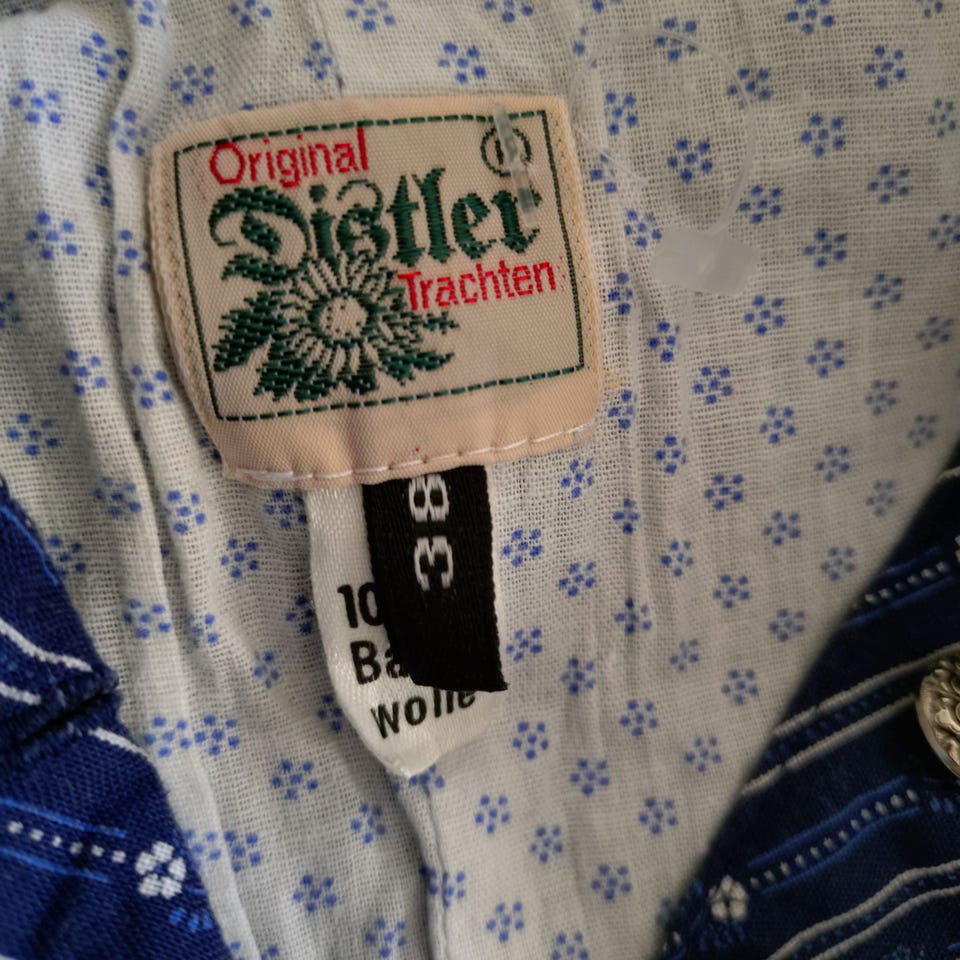 Original
Distler ®
Trachten
38
10
Ba
wolle